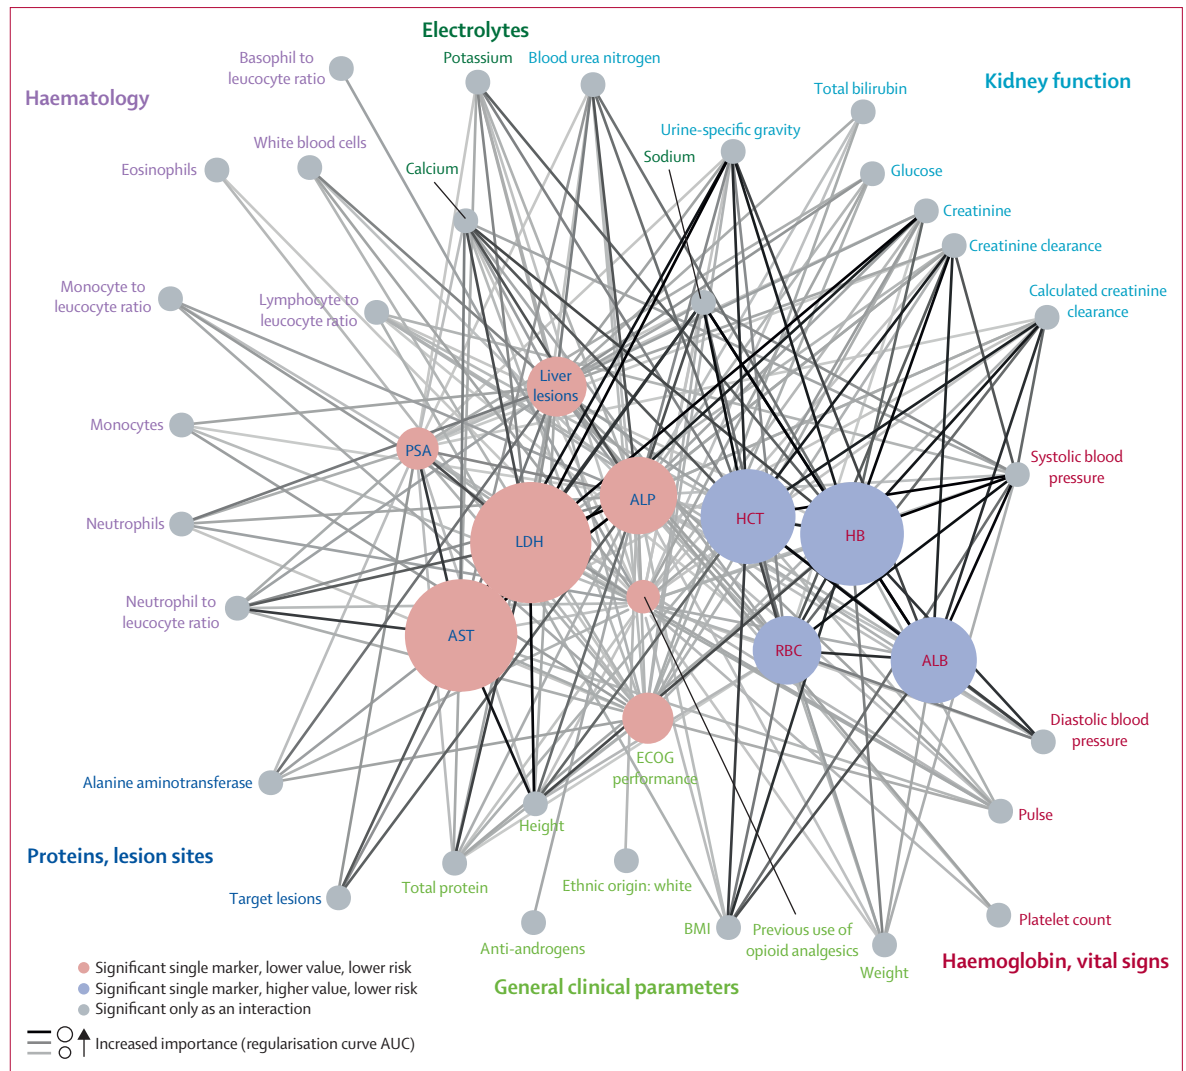 Electrolytes
Basophil to
leucocyte ratio
Potassium
Blood urea nitrogen
Haematology
Kidney function
Total bilirubin
White blood cells
Urine-specific gravity
Sodium
Eosinophils
Calcium
Glucose
Creatinine
Creatinine clearance
Monocyte to
leucocyte ratio
Lymphocyte to
leucocyte ratio
Calculated creatinine
clearance
Liver
lesions
Monocytes
PSA
Systolic blood
pressure
ALP
Neutrophils
LDH
HCT
HB
Neutrophil to
leucocyte ratio
AST
RBC
ALB
Diastolic blood
pressure
ECOG
performance
Alanine aminotransferase
Pulse
Height
Proteins, lesion sites
Total protein
Ethnic origin: white
Target lesions
Platelet count
BMI
Previous use of
opioid analgesics
Anti-androgens
Weight
Haemoglobin, vital signs
General clinical parameters
Significant single marker, lower value, lower risk
Significant single marker, higher value, lower risk
Significant only as an interaction
Increased importance (regularisation curve AUC)